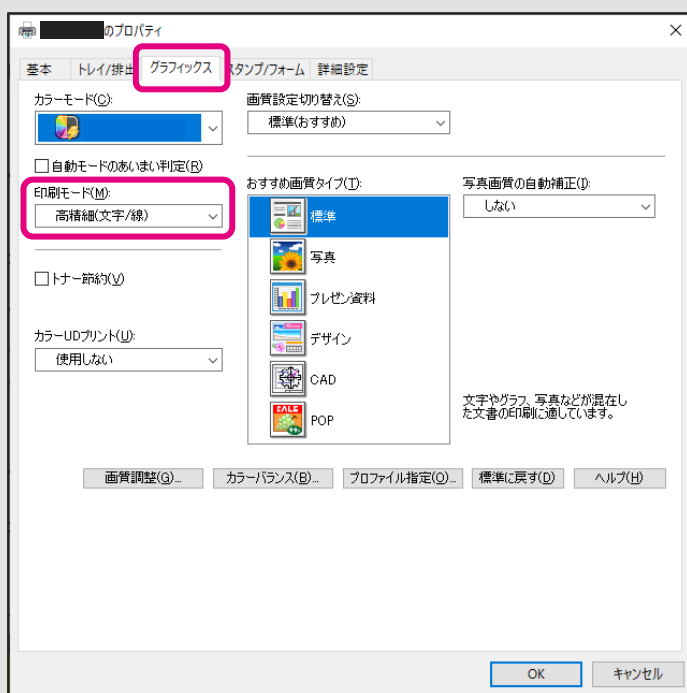 のプロパティ
基本 トレイ/排出 グラフィックス スタンプ/フォーム 詳細設定
カラーモード(C):
画質設定切り替え(S):
標準(おすすめ)
自動モードのあいまい判定(R)
印刷モード(M):
高精細(文字/線)
トナー節約(V)
カラーUDプリント(U):
使用しない
おすすめ画質タイプ(T):
標準
写真
プレゼン資料
デザイン
CAD
SALE
POP
写真画質の自動補正(I):
しない
文字やグラフ、写真などが混在し
た文書の印刷に適しています。
画質調整(G)... カラーバランス(B)... プロファイル指定(O)... 標準に戻す(D) ヘルプ(H)
OK キャンセル